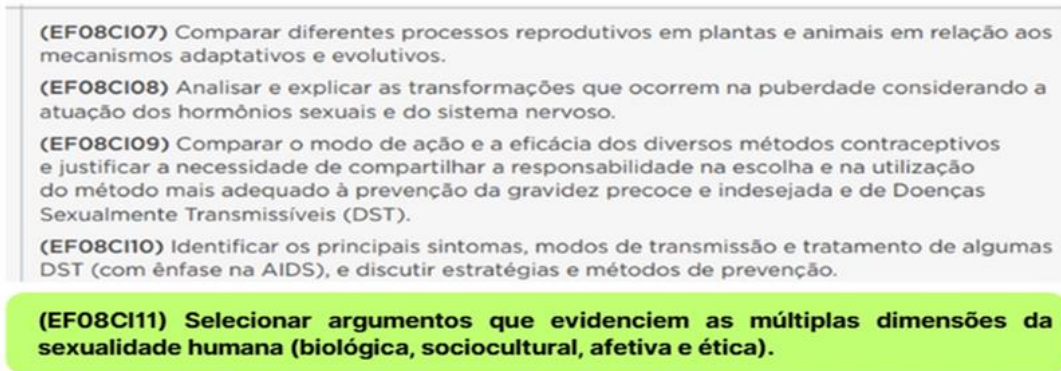 (EF08CI07) Comparar diferentes processos reprodutivos em plantas e animais em relação aos
mecanismos adaptativos e evolutivos.
(EF08CI08) Analisar e explicar as transformações que ocorrem na puberdade considerando a
atuação dos hormônios sexuais e do sistema nervoso.
(EF08CI09) Comparar o modo de ação e a eficácia dos diversos métodos contraceptivos
e justificar a necessidade de compartilhar a responsabilidade na escolha e na utilização
do método mais adequado à prevenção da gravidez precoce e indesejada e de Doenças
Sexualmente Transmissíveis (DST).
(EF08CI10) Identificar os principais sintomas, modos de transmissão e tratamento de algumas
DST (com ênfase na AIDS), e discutir estratégias e métodos de prevenção.
(EF08CI11) Selecionar argumentos que evidenciem as múltiplas dimensões da
sexualidade humana (biológica, sociocultural, afetiva e ética).